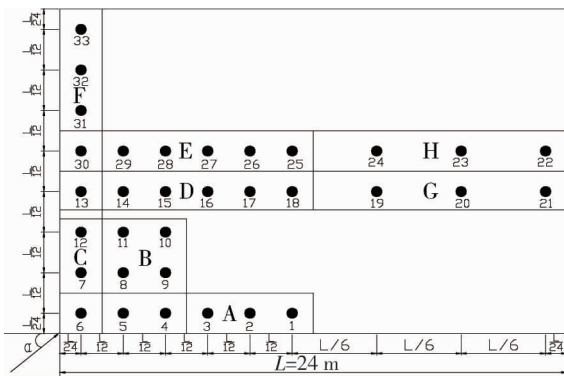 24
33
12
32
12
F
31
12
30 29 28 E 27 26 25 24 H 23 22
12
13 14 15 D 16 17 18 19 G 20 21
12
12 11 10
C B
12
7 8 9
12
A
6 5 4 3 2 1
24
α
L/24 L/12 L/12 L/12 L/12 L/12 L/6 L/6 L/6 L/24
L=24 m